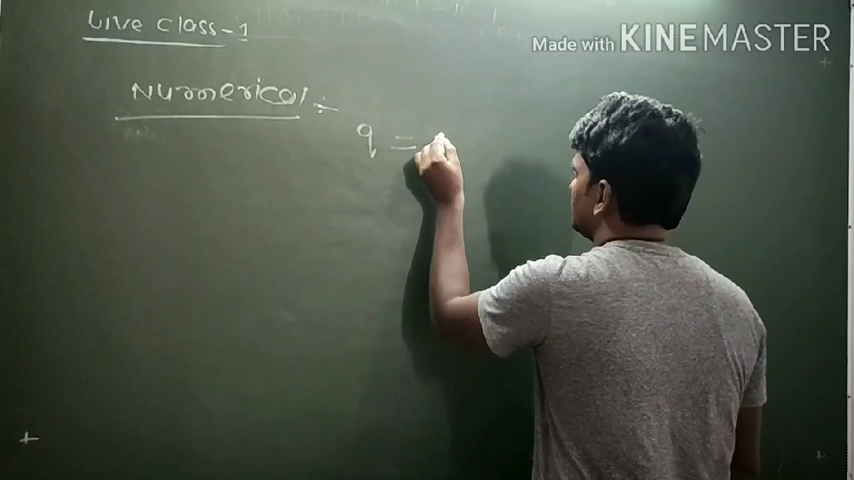 Live class-1
Made with KINEMASTER
Numerical :-
q =